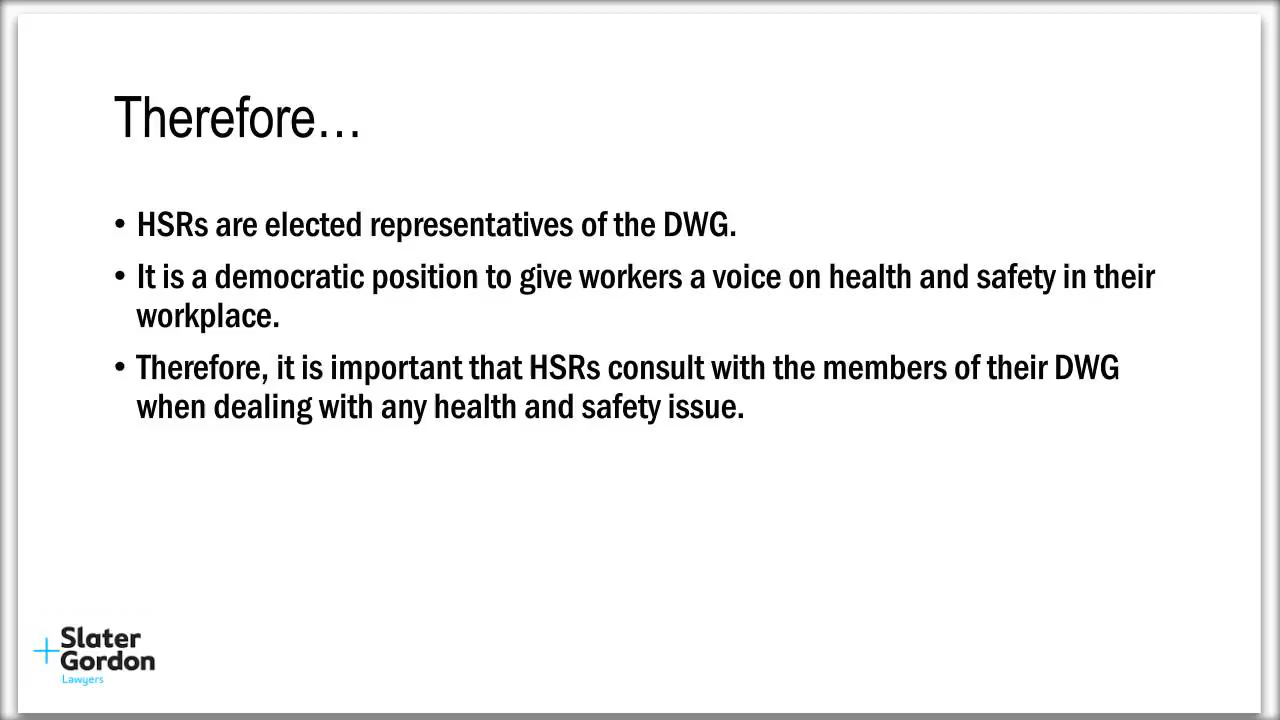 Therefore...
• HSRs are elected representatives of the DWG.
• It is a democratic position to give workers a voice on health and safety in their
workplace.
• Therefore, it is important that HSRs consult with the members of their DWG
when dealing with any health and safety issue.
Slater
Gordon
Lawyers